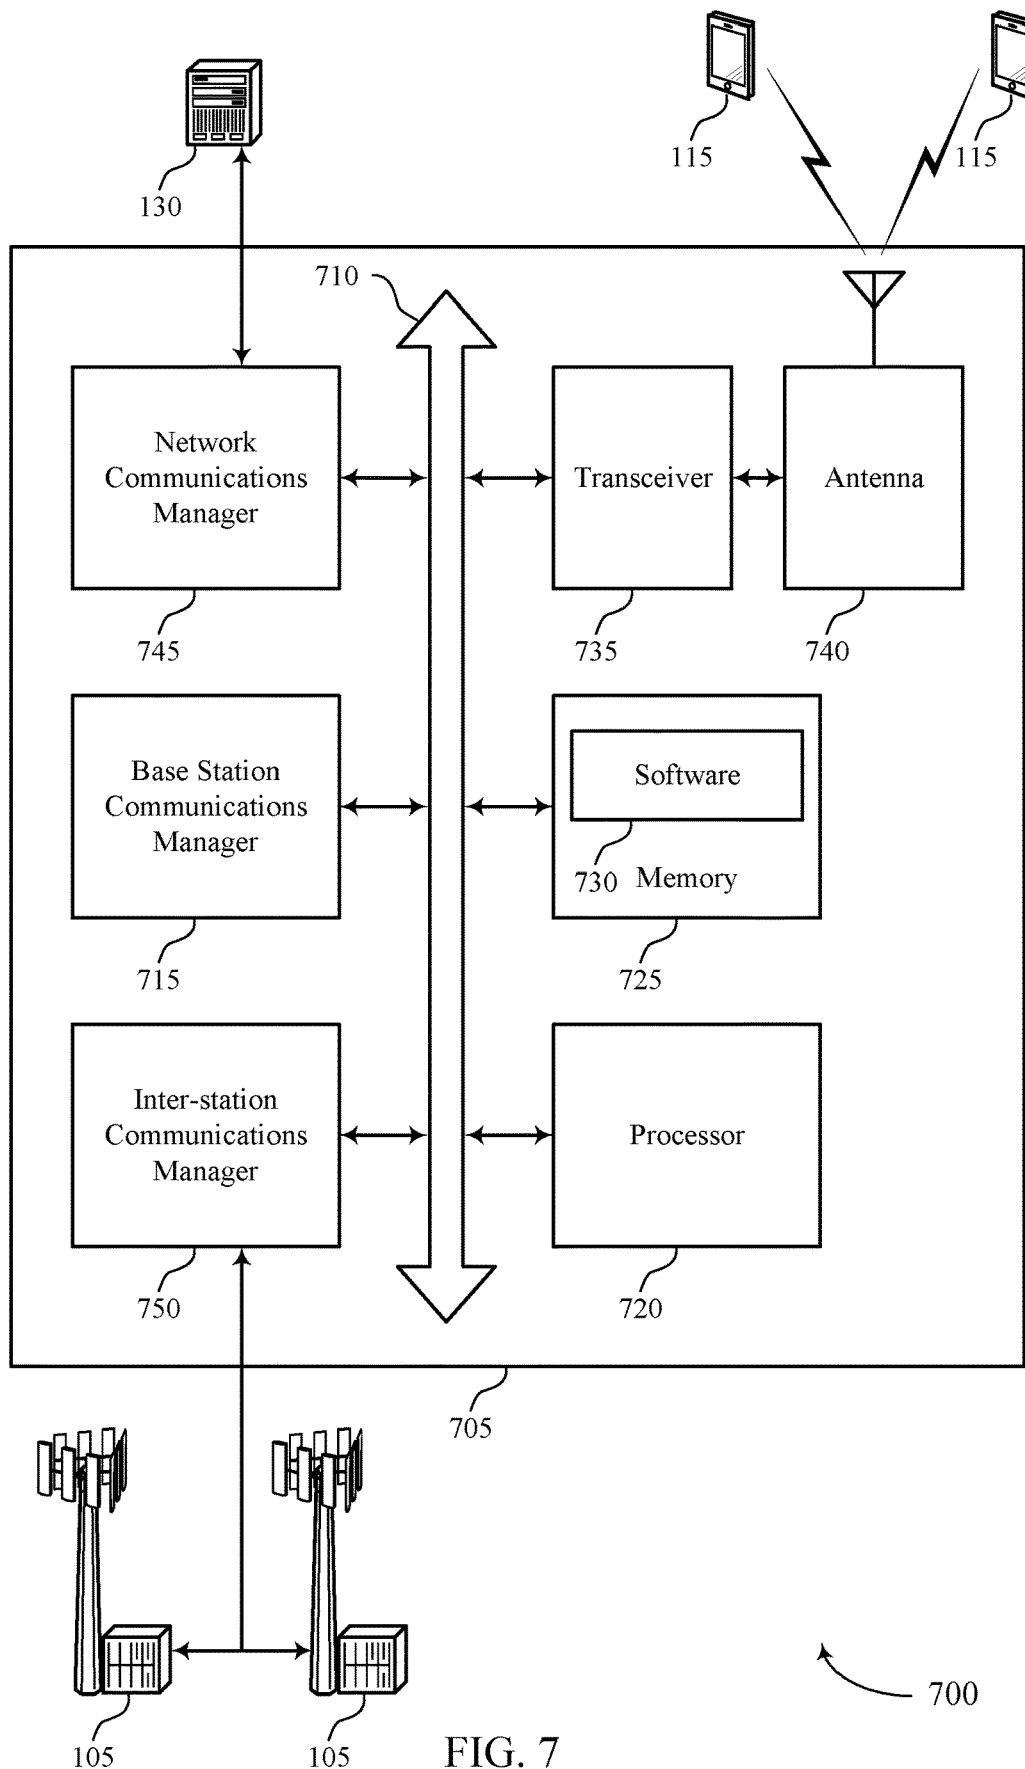 115
115
130
710
Network
Communications
Manager
Transceiver
Antenna
745
735
740
Base Station
Communications
Manager
Software
730
Memory
715
725
Inter-station
Communications
Manager
Processor
750
720
705
700
105
105
FIG. 7